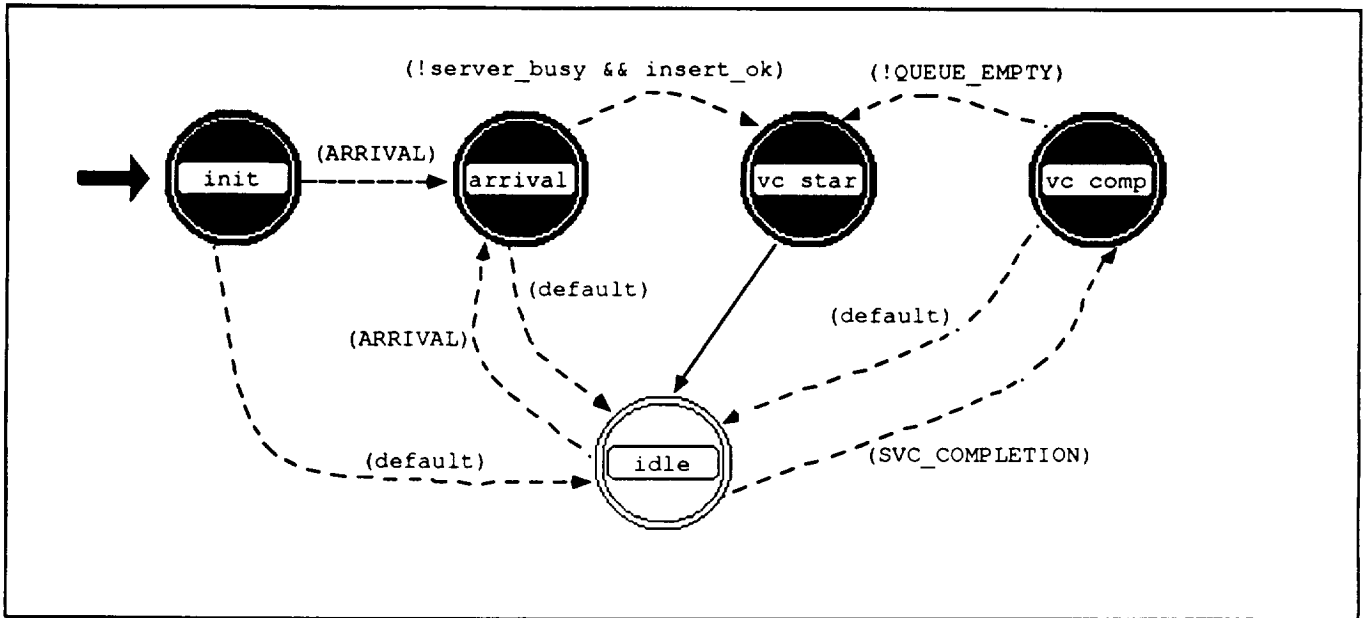 (!server_busy && insert_ok)
(!QUEUE_EMPTY)
(ARRIVAL)
init
arrival
vc star
vc comp
(default)
(ARRIVAL)
(default)
(default)
idle
(SVC_COMPLETION)